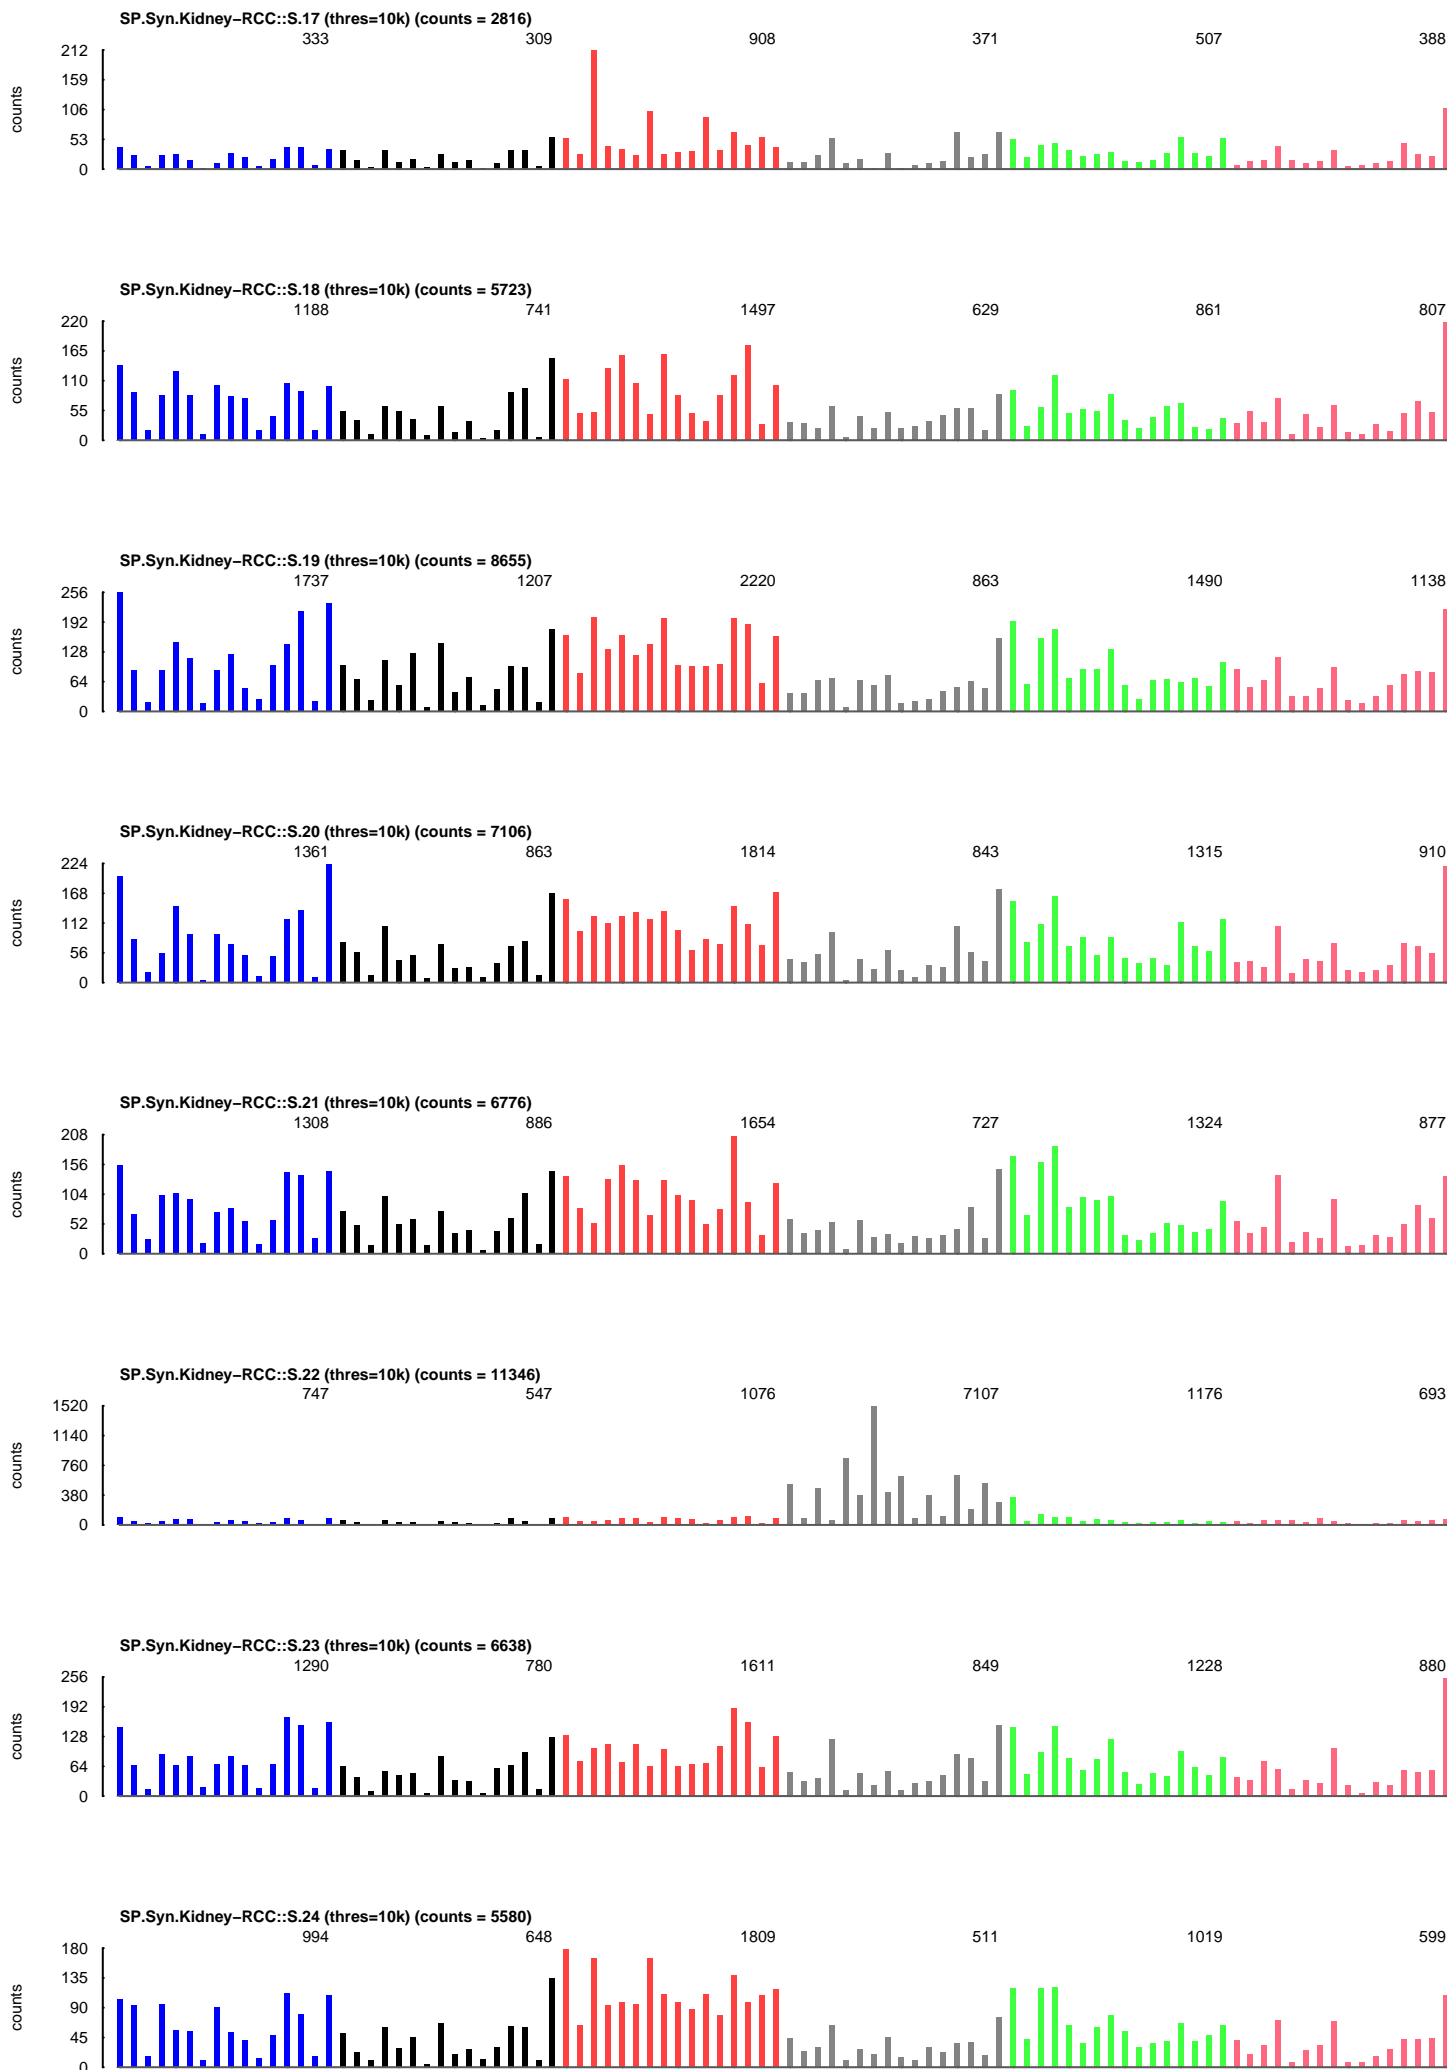 SP.Syn.Kidney−RCC::S.17 (thres=10k) (counts = 2816)
333 309 908 371 507 388
212
159
106
53
0
counts
SP.Syn.Kidney−RCC::S.18 (thres=10k) (counts = 5723)
1188 741 1497 629 861 807
220
165
110
55
0
counts
SP.Syn.Kidney−RCC::S.19 (thres=10k) (counts = 8655)
1737 1207 2220 863 1490 1138
256
192
128
64
0
counts
SP.Syn.Kidney−RCC::S.20 (thres=10k) (counts = 7106)
1361 863 1814 843 1315 910
224
168
112
56
0
counts
SP.Syn.Kidney−RCC::S.21 (thres=10k) (counts = 6776)
1308 886 1654 727 1324 877
208
156
104
52
0
counts
SP.Syn.Kidney−RCC::S.22 (thres=10k) (counts = 11346)
747 547 1076 7107 1176 693
1520
1140
760
380
0
counts
SP.Syn.Kidney−RCC::S.23 (thres=10k) (counts = 6638)
1290 780 1611 849 1228 880
256
192
128
64
0
counts
SP.Syn.Kidney−RCC::S.24 (thres=10k) (counts = 5580)
994 648 1809 511 1019 599
180
135
90
45
0
counts